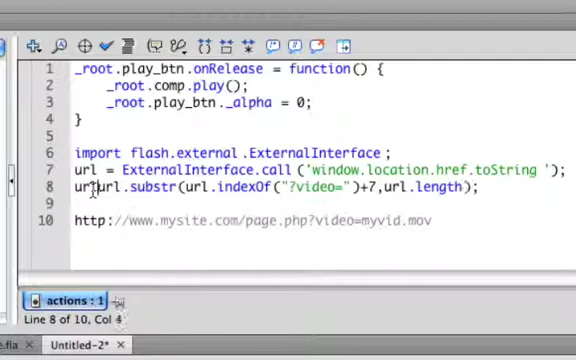 1 _root.play_btn.onRelease = function() {
2 _root.comp.play();
3 _root.play_btn._alpha = 0;
4 }
5
6 import flash.external.ExternalInterface;
7 url = ExternalInterface.call('window.location.href.toString');
8 ururl.substr(url.indexOf("?video=")+7,url.length);
9
10 http://www.mysite.com/page.php?video=myvid.mov
actions : 1
Line 8 of 10, Col 4
e.fla Untitled-2*